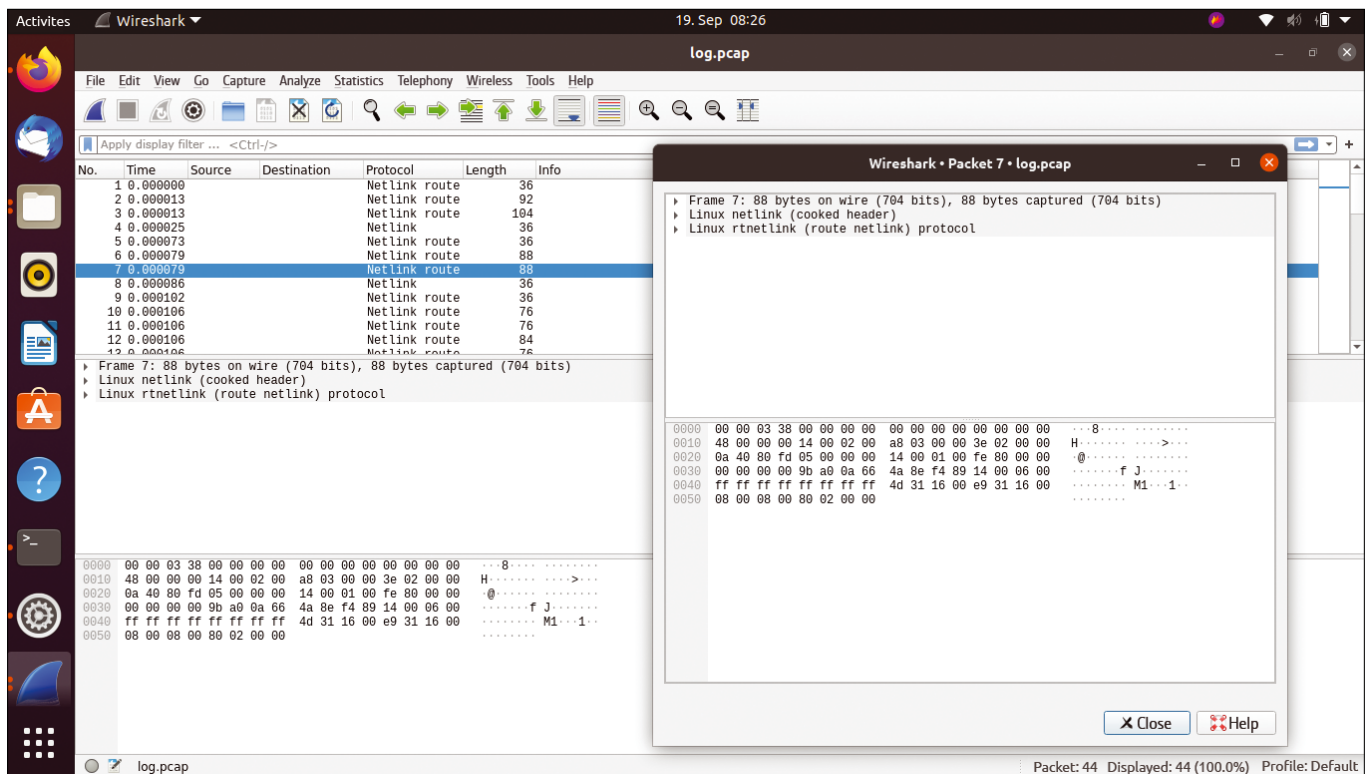 Activites Wireshark 19. Sep 08:26
log.pcap
File Edit View Go Capture Analyze Statistics Telephony Wireless Tools Help
Apply display filter ... <Ctrl-/>
No. Time Source Destination Protocol Length Info
1 0.000000 Netlink route 36
2 0.000013 Netlink route 92
3 0.000013 Netlink route 104
4 0.000025 Netlink 36
5 0.000073 Netlink route 36
6 0.000079 Netlink route 88
7 0.000079 Netlink route 88
8 0.000086 Netlink 36
9 0.000102 Netlink route 36
10 0.000106 Netlink route 76
11 0.000106 Netlink route 76
12 0.000106 Netlink route 84
13 0.000106 Netlink route 76
Frame 7: 88 bytes on wire (704 bits), 88 bytes captured (704 bits)
Linux netlink (cooked header)
Linux rtnetlink (route netlink) protocol
0000 00 00 03 38 00 00 00 00 00 00 00 00 00 00 00 00 ···8···· ········
0010 48 00 00 00 14 00 02 00 a8 03 00 00 3e 02 00 00 H······· ····>···
0020 0a 40 80 fd 05 00 00 00 14 00 01 00 fe 80 00 00 ·@······ ········
0030 00 00 00 00 9b a0 0a 66 4a 8e f4 89 14 00 06 00 ·······f J·······
0040 ff ff ff ff ff ff ff ff 4d 31 16 00 e9 31 16 00 ········ M1···1··
0050 08 00 08 00 80 02 00 00 ········
log.pcap
Packet: 44 Displayed: 44 (100.0%) Profile: Default
Wireshark • Packet 7 • log.pcap
Frame 7: 88 bytes on wire (704 bits), 88 bytes captured (704 bits)
Linux netlink (cooked header)
Linux rtnetlink (route netlink) protocol
0000 00 00 03 38 00 00 00 00 00 00 00 00 00 00 00 00 ···8···· ········
0010 48 00 00 00 14 00 02 00 a8 03 00 00 3e 02 00 00 H······· ····>···
0020 0a 40 80 fd 05 00 00 00 14 00 01 00 fe 80 00 00 ·@······ ········
0030 00 00 00 00 9b a0 0a 66 4a 8e f4 89 14 00 06 00 ·······f J·······
0040 ff ff ff ff ff ff ff ff 4d 31 16 00 e9 31 16 00 ········ M1···1··
0050 08 00 08 00 80 02 00 00 ········
Close Help